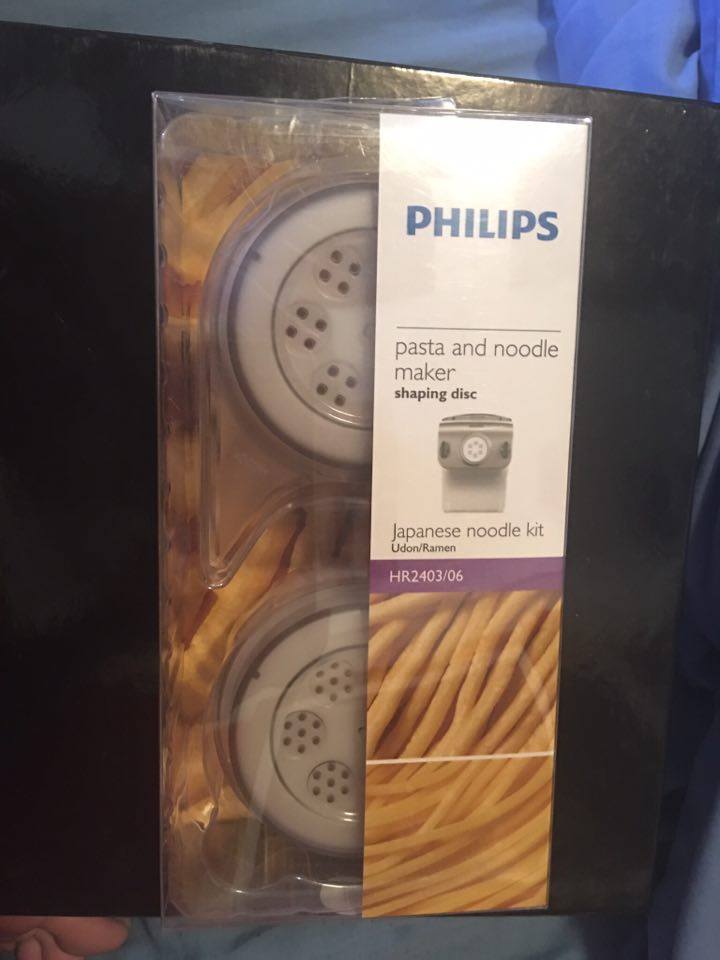 PHILIPS
pasta and noodle
maker
shaping disc
Japanese noodle kit
Udon/Ramen
HR2403/06